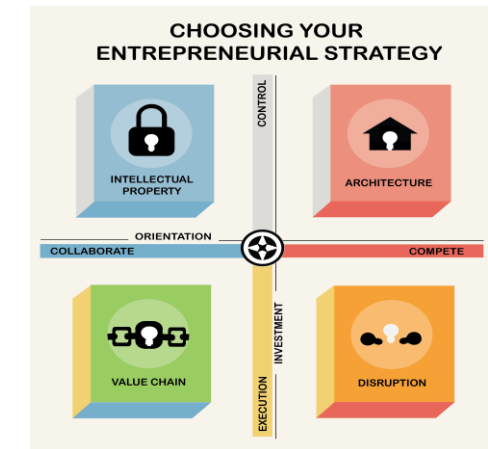 CHOOSING YOUR
ENTREPRENEURIAL STRATEGY
CONTROL
INTELLECTUAL
PROPERTY
ARCHITECTURE
ORIENTATION
COLLABORATE
COMPETE
INVESTMENT
VALUE CHAIN
DISRUPTION
EXECUTION